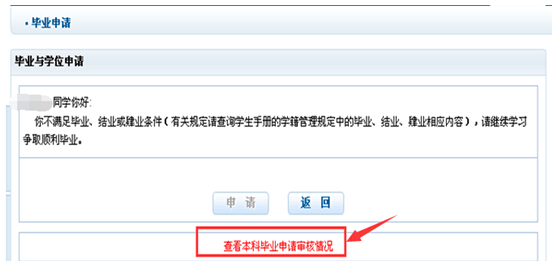 • 毕业申请
毕业与学位申请
同学你好:
你不满足毕业、结业或肄业条件(有关规定请查询学生手册的学籍管理规定中的毕业、结业、肄业相应内容),请继续学习
争取顺利毕业。
申 请 返 回
查看本科毕业申请审核情况